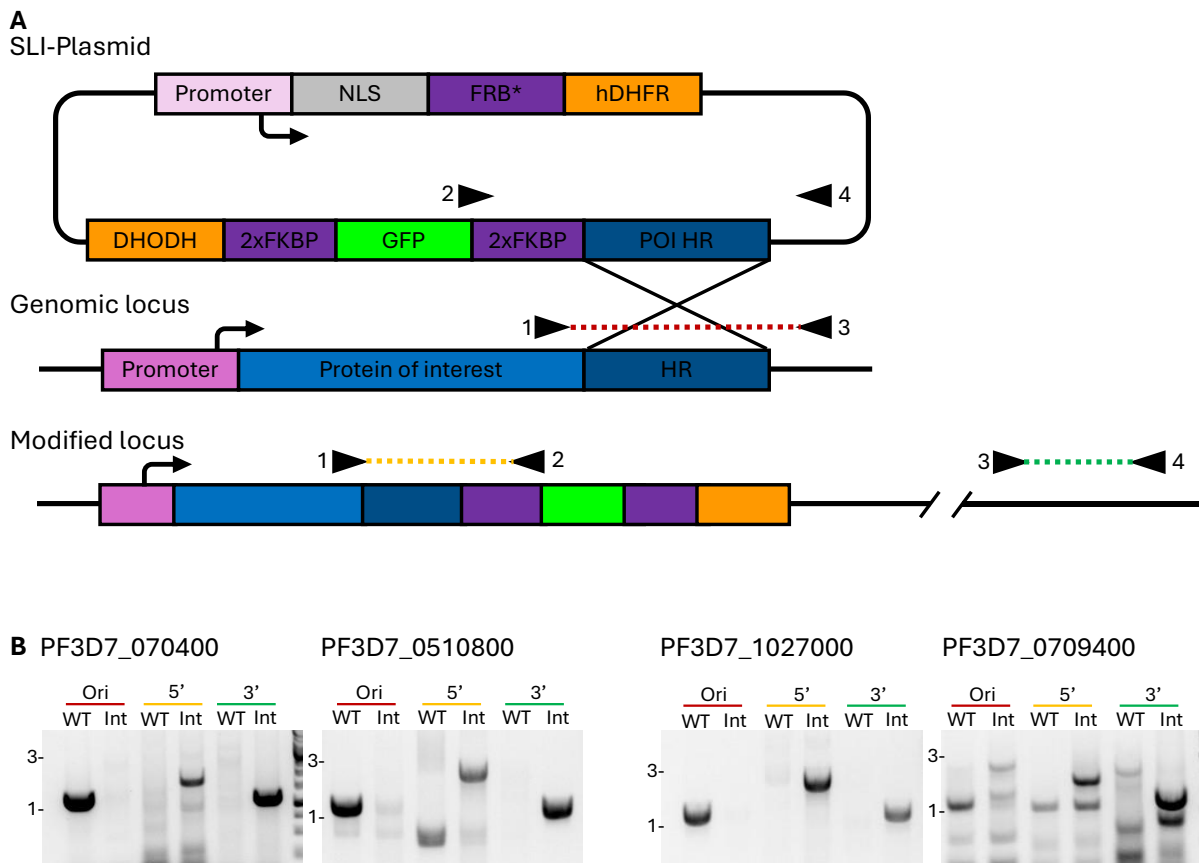 A
SLI-Plasmid
Promoter NLS FRB* hDHFR
2 4
DHODH 2xFKBP GFP 2xFKBP POI HR
Genomic locus
1 3
Promoter Protein of interest HR
Modified locus
1 2 3 4
B PF3D7_070400 PF3D7_0510800 PF3D7_1027000 PF3D7_0709400
Ori 5’ 3’ Ori 5’ 3’ Ori 5’ 3’ Ori 5’ 3’
WT Int WT Int WT Int WT Int WT Int WT Int WT Int WT Int WT Int WT Int WT Int WT Int
3- 3- 3- 3-
1- 1- 1- 1-